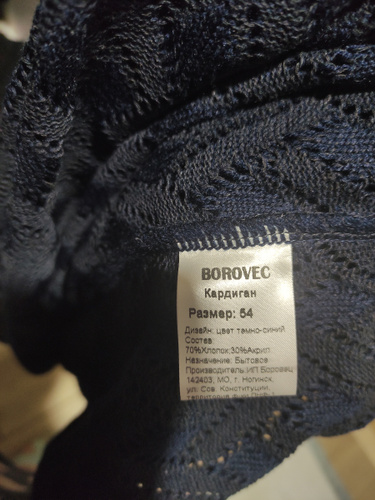 BOROVEC
Кардиган
Размер: 54
Дизайн: цвет темно-синий
Состав:
70%Хлопок:30%Акрил
Назначение: Бытовое
Производитель:ИП Боровец
142403, МО, г. Ногинск,
ул. Сов. Конституции,
территория